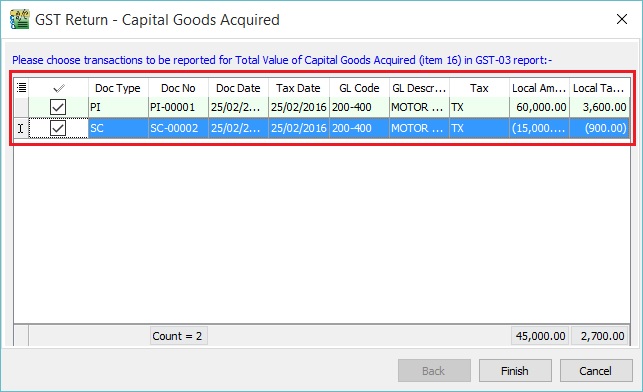 GST Return - Capital Goods Acquired
Please choose transactions to be reported for Total Value of Capital Goods Acquired (item 16) in GST-03 report:-
Doc Type Doc No Doc Date Tax Date GL Code GL Descr... Tax Local Am... Local Ta...
PI PI-00001 25/02/2... 25/02/2016 200-400 MOTOR ... TX 60,000.00 3,600.00
SC SC-00002 25/02/2... 25/02/2016 200-400 MOTOR ... TX (15,000.... (900.00)
Count = 2 45,000.00 2,700.00
Back Finish Cancel